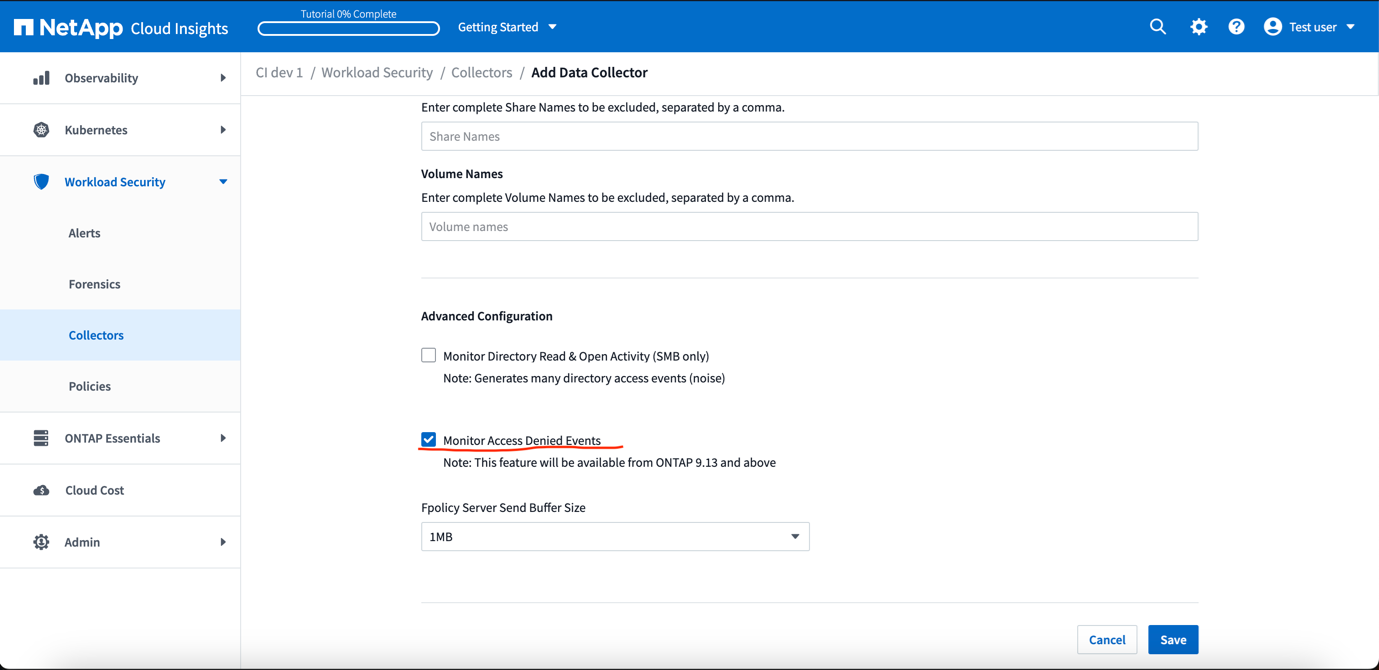 NetApp Cloud Insights
Tutorial 0% Complete
Getting Started
Test user
Observability
Kubernetes
Workload Security
Alerts
Forensics
Collectors
Policies
ONTAP Essentials
Cloud Cost
Admin
CI dev 1 / Workload Security / Collectors / Add Data Collector
Enter complete Share Names to be excluded, separated by a comma.
Share Names
Volume Names
Enter complete Volume Names to be excluded, separated by a comma.
Volume names
Advanced Configuration
Monitor Directory Read & Open Activity (SMB only)
Note: Generates many directory access events (noise)
Monitor Access Denied Events
Note: This feature will be available from ONTAP 9.13 and above
Fpolicy Server Send Buffer Size
1MB
Cancel
Save